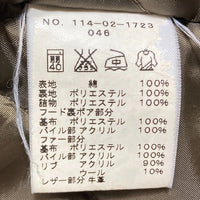 NO. 114-02-1723
046
40
表地 綿 100%
裏地 ポリエステル 100%
詰物 ポリエステル 100%
フード裏ボア部分
基布 ポリエステル 100%
パイル部 アクリル 100%
ファー部分
基布 ポリエステル 100%
パイル部 アクリル 100%
リブ アクリル 90%
ウール 10%
レザー部分 牛革